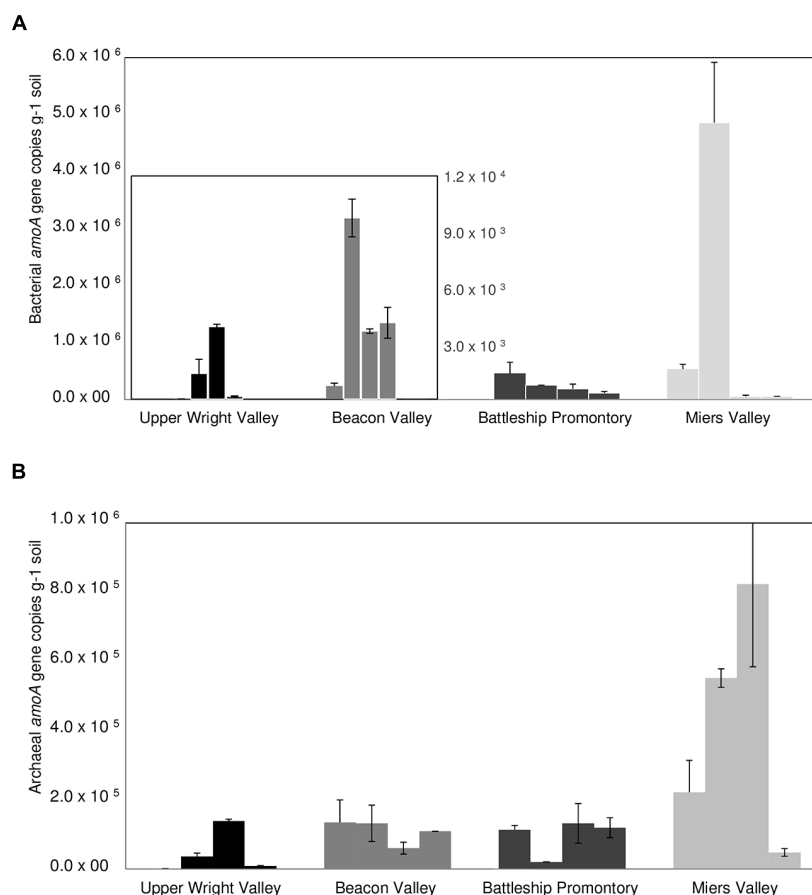 A
Bacterial amoA gene copies g-1 soil
6.0 x 10 6
5.0 x 10 6
4.0 x 10 6
3.0 x 10 6
2.0 x 10 6
1.0 x 10 6
0.0 x 00
1.2 x 10 4
9.0 x 10 3
6.0 x 10 3
3.0 x 10 3
Upper Wright Valley Beacon Valley Battleship Promontory Miers Valley
B
Archaeal amoA gene copies g-1 soil
1.0 x 10 6
8.0 x 10 5
6.0 x 10 5
4.0 x 10 5
2.0 x 10 5
0.0 x 00
Upper Wright Valley Beacon Valley Battleship Promontory Miers Valley